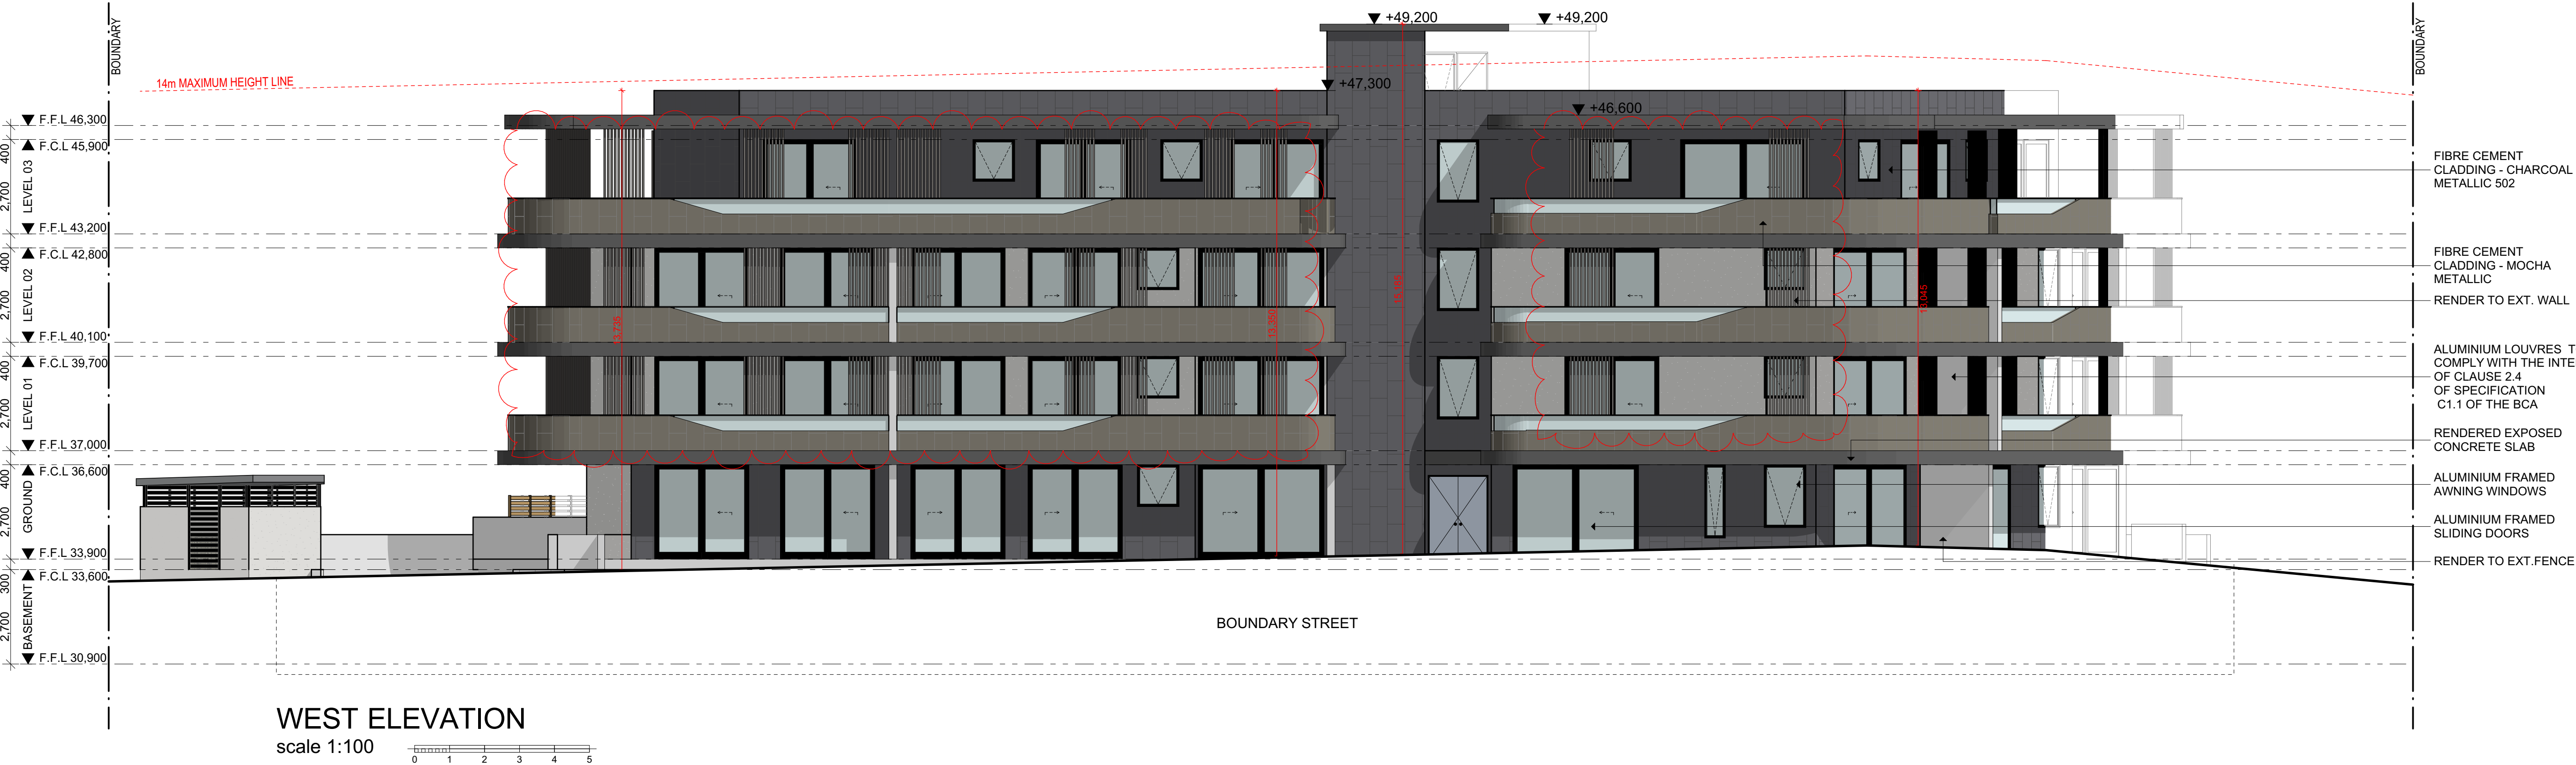 BOUNDARY
BOUNDARY
+49,200
+49,200
14m MAXIMUM HEIGHT LINE
+47,300
+46,600
F.F.L 46,300
F.C.L 45,900
400
2,700
LEVEL 03
F.F.L 43,200
F.C.L 42,800
400
2,700
LEVEL 02
F.F.L 40,100
F.C.L 39,700
400
2,700
LEVEL 01
F.F.L 37,000
F.C.L 36,600
400
2,700
GROUND
F.F.L 33,900
F.C.L 33,600
300
2,700
BASEMENT
F.F.L 30,900
13,735
13,380
13,045
FIBRE CEMENT
CLADDING - CHARCOAL
METALLIC 502
FIBRE CEMENT
CLADDING - MOCHA
METALLIC
RENDER TO EXT. WALL
ALUMINIUM LOUVRES T
COMPLY WITH THE INTE
OF CLAUSE 2.4
OF SPECIFICATION
C1.1 OF THE BCA
RENDERED EXPOSED
CONCRETE SLAB
ALUMINIUM FRAMED
AWNING WINDOWS
ALUMINIUM FRAMED
SLIDING DOORS
RENDER TO EXT.FENCE
BOUNDARY STREET
WEST ELEVATION
scale 1:100
0 1 2 3 4 5